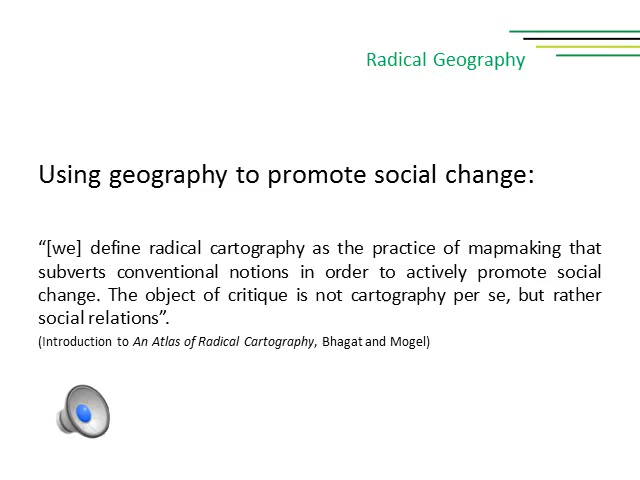 Radical Geography
Using geography to promote social change:
“[we] define radical cartography as the practice of mapmaking that
subverts conventional notions in order to actively promote social
change. The object of critique is not cartography per se, but rather
social relations”.
(Introduction to An Atlas of Radical Cartography, Bhagat and Mogel)